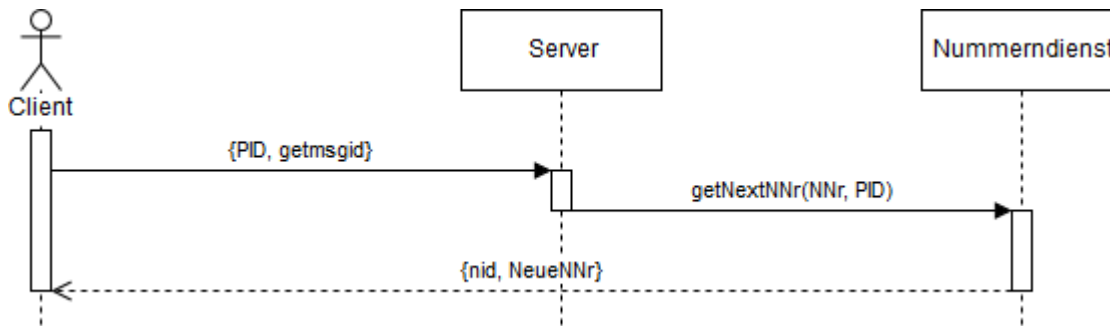 Server
Nummerndienst
Client
{PID, getmsgid}
getNextNNr(NNr, PID)
{nid, NeueNNr}